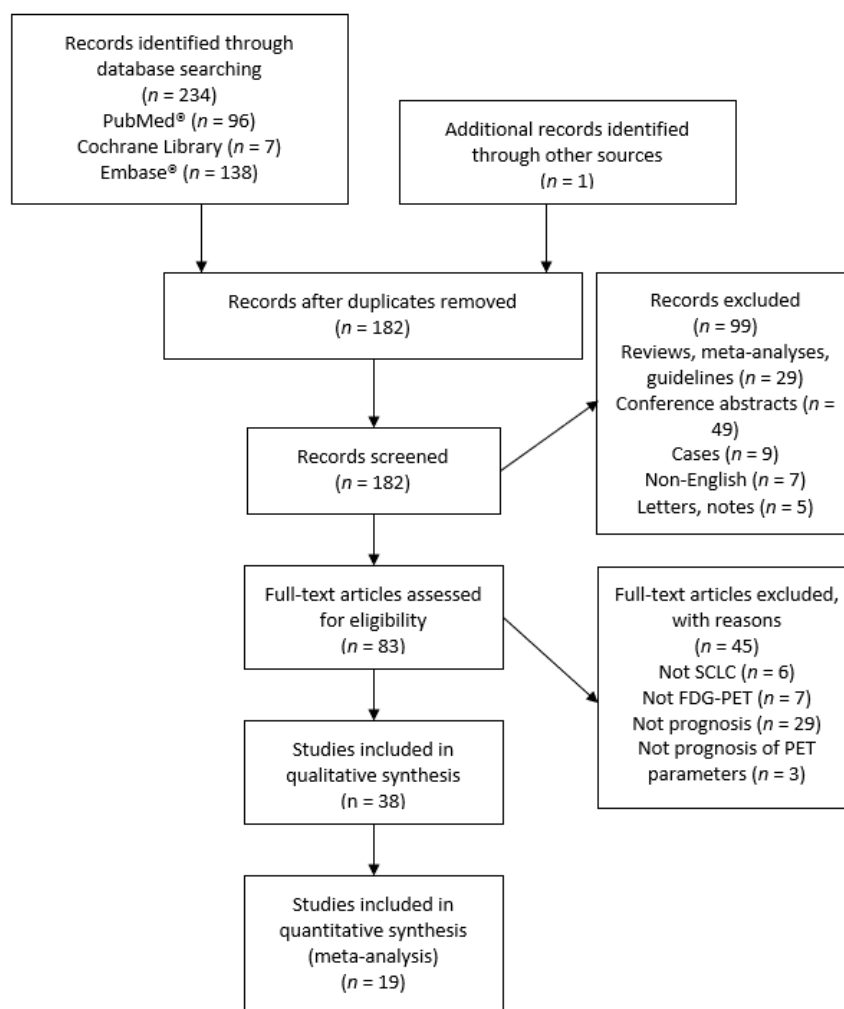 Records identified through
database searching
(n = 234)
PubMed® (n = 96)
Cochrane Library (n = 7)
Embase® (n = 138)
Additional records identified
through other sources
(n = 1)
Records after duplicates removed
(n = 182)
Records excluded
(n = 99)
Reviews, meta-analyses,
guidelines (n = 29)
Conference abstracts (n =
49)
Cases (n = 9)
Non-English (n = 7)
Letters, notes (n = 5)
Records screened
(n = 182)
Full-text articles assessed
for eligibility
(n = 83)
Full-text articles excluded,
with reasons
(n = 45)
Not SCLC (n = 6)
Not FDG-PET (n = 7)
Not prognosis (n = 29)
Not prognosis of PET
parameters (n = 3)
Studies included in
qualitative synthesis
(n = 38)
Studies included in
quantitative synthesis
(meta-analysis)
(n = 19)